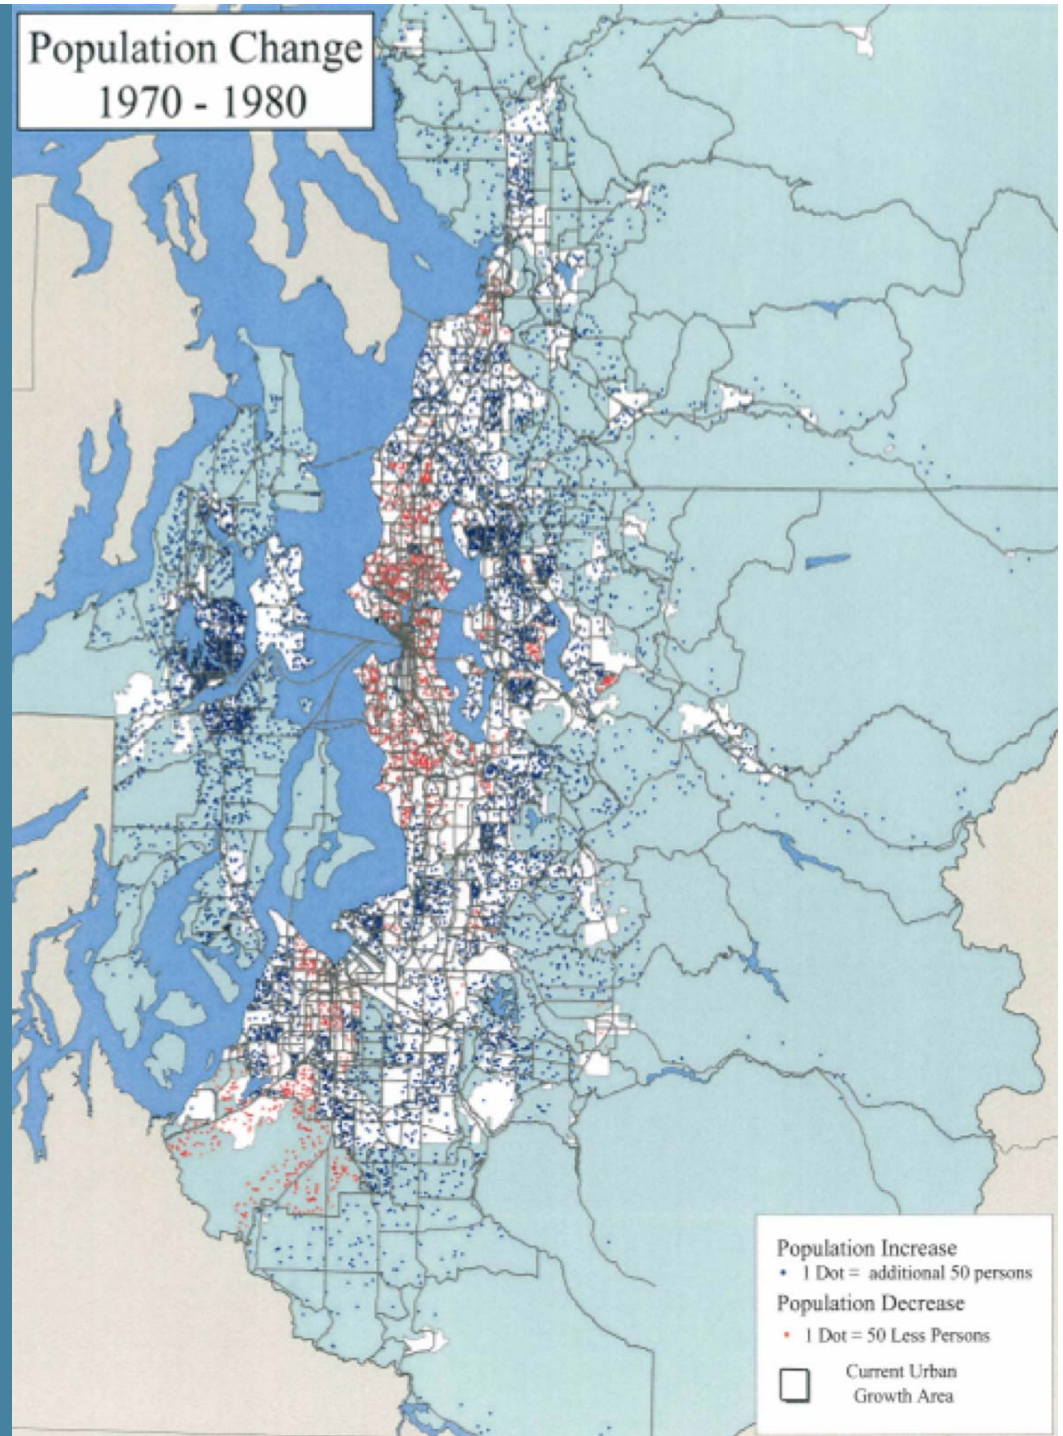 Population Change
1970 - 1980
Population Increase
• 1 Dot = additional 50 persons
Population Decrease
• 1 Dot = 50 Less Persons
Current Urban
Growth Area